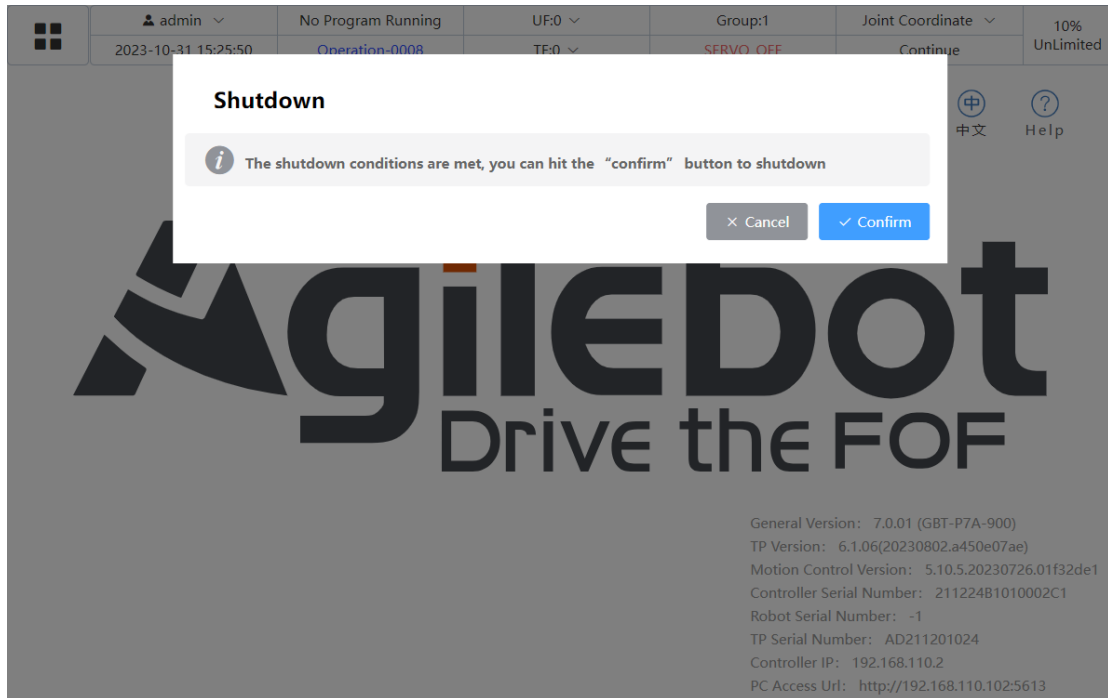 admin
No Program Running
UF:0
Group:1
Joint Coordinate
10%
UnLimited
2023-10-31 15:25:50
Operation-0008
TF:0
SERVO OFF
Continue
Shutdown
The shutdown conditions are met, you can hit the “confirm” button to shutdown
× Cancel
✓ Confirm
中
中文
?
Help
Agilebot
Drive the FOF
General Version： 7.0.01 (GBT-P7A-900)
TP Version： 6.1.06(20230802.a450e07ae)
Motion Control Version： 5.10.5.20230726.01f32de1
Controller Serial Number： 211224B1010002C1
Robot Serial Number： -1
TP Serial Number： AD211201024
Controller IP： 192.168.110.2
PC Access Url： http://192.168.110.102:5613